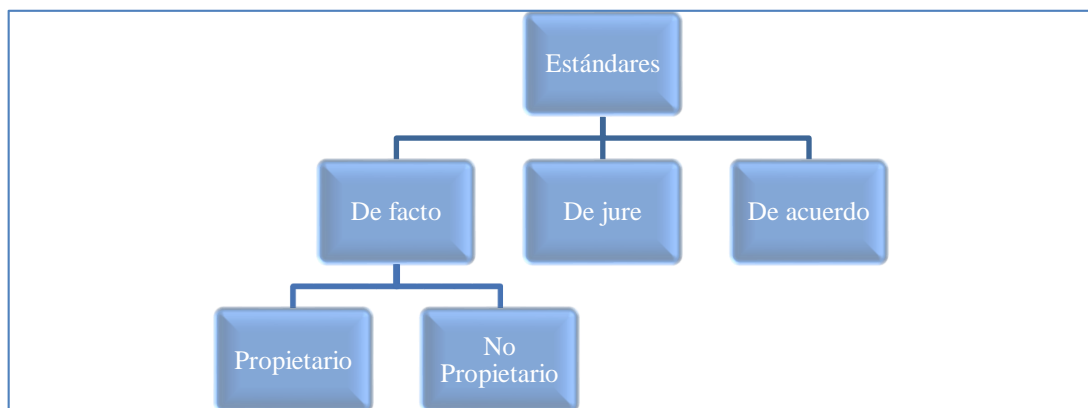 Estándares
De facto
De jure
De acuerdo
Propietario
No
Propietario